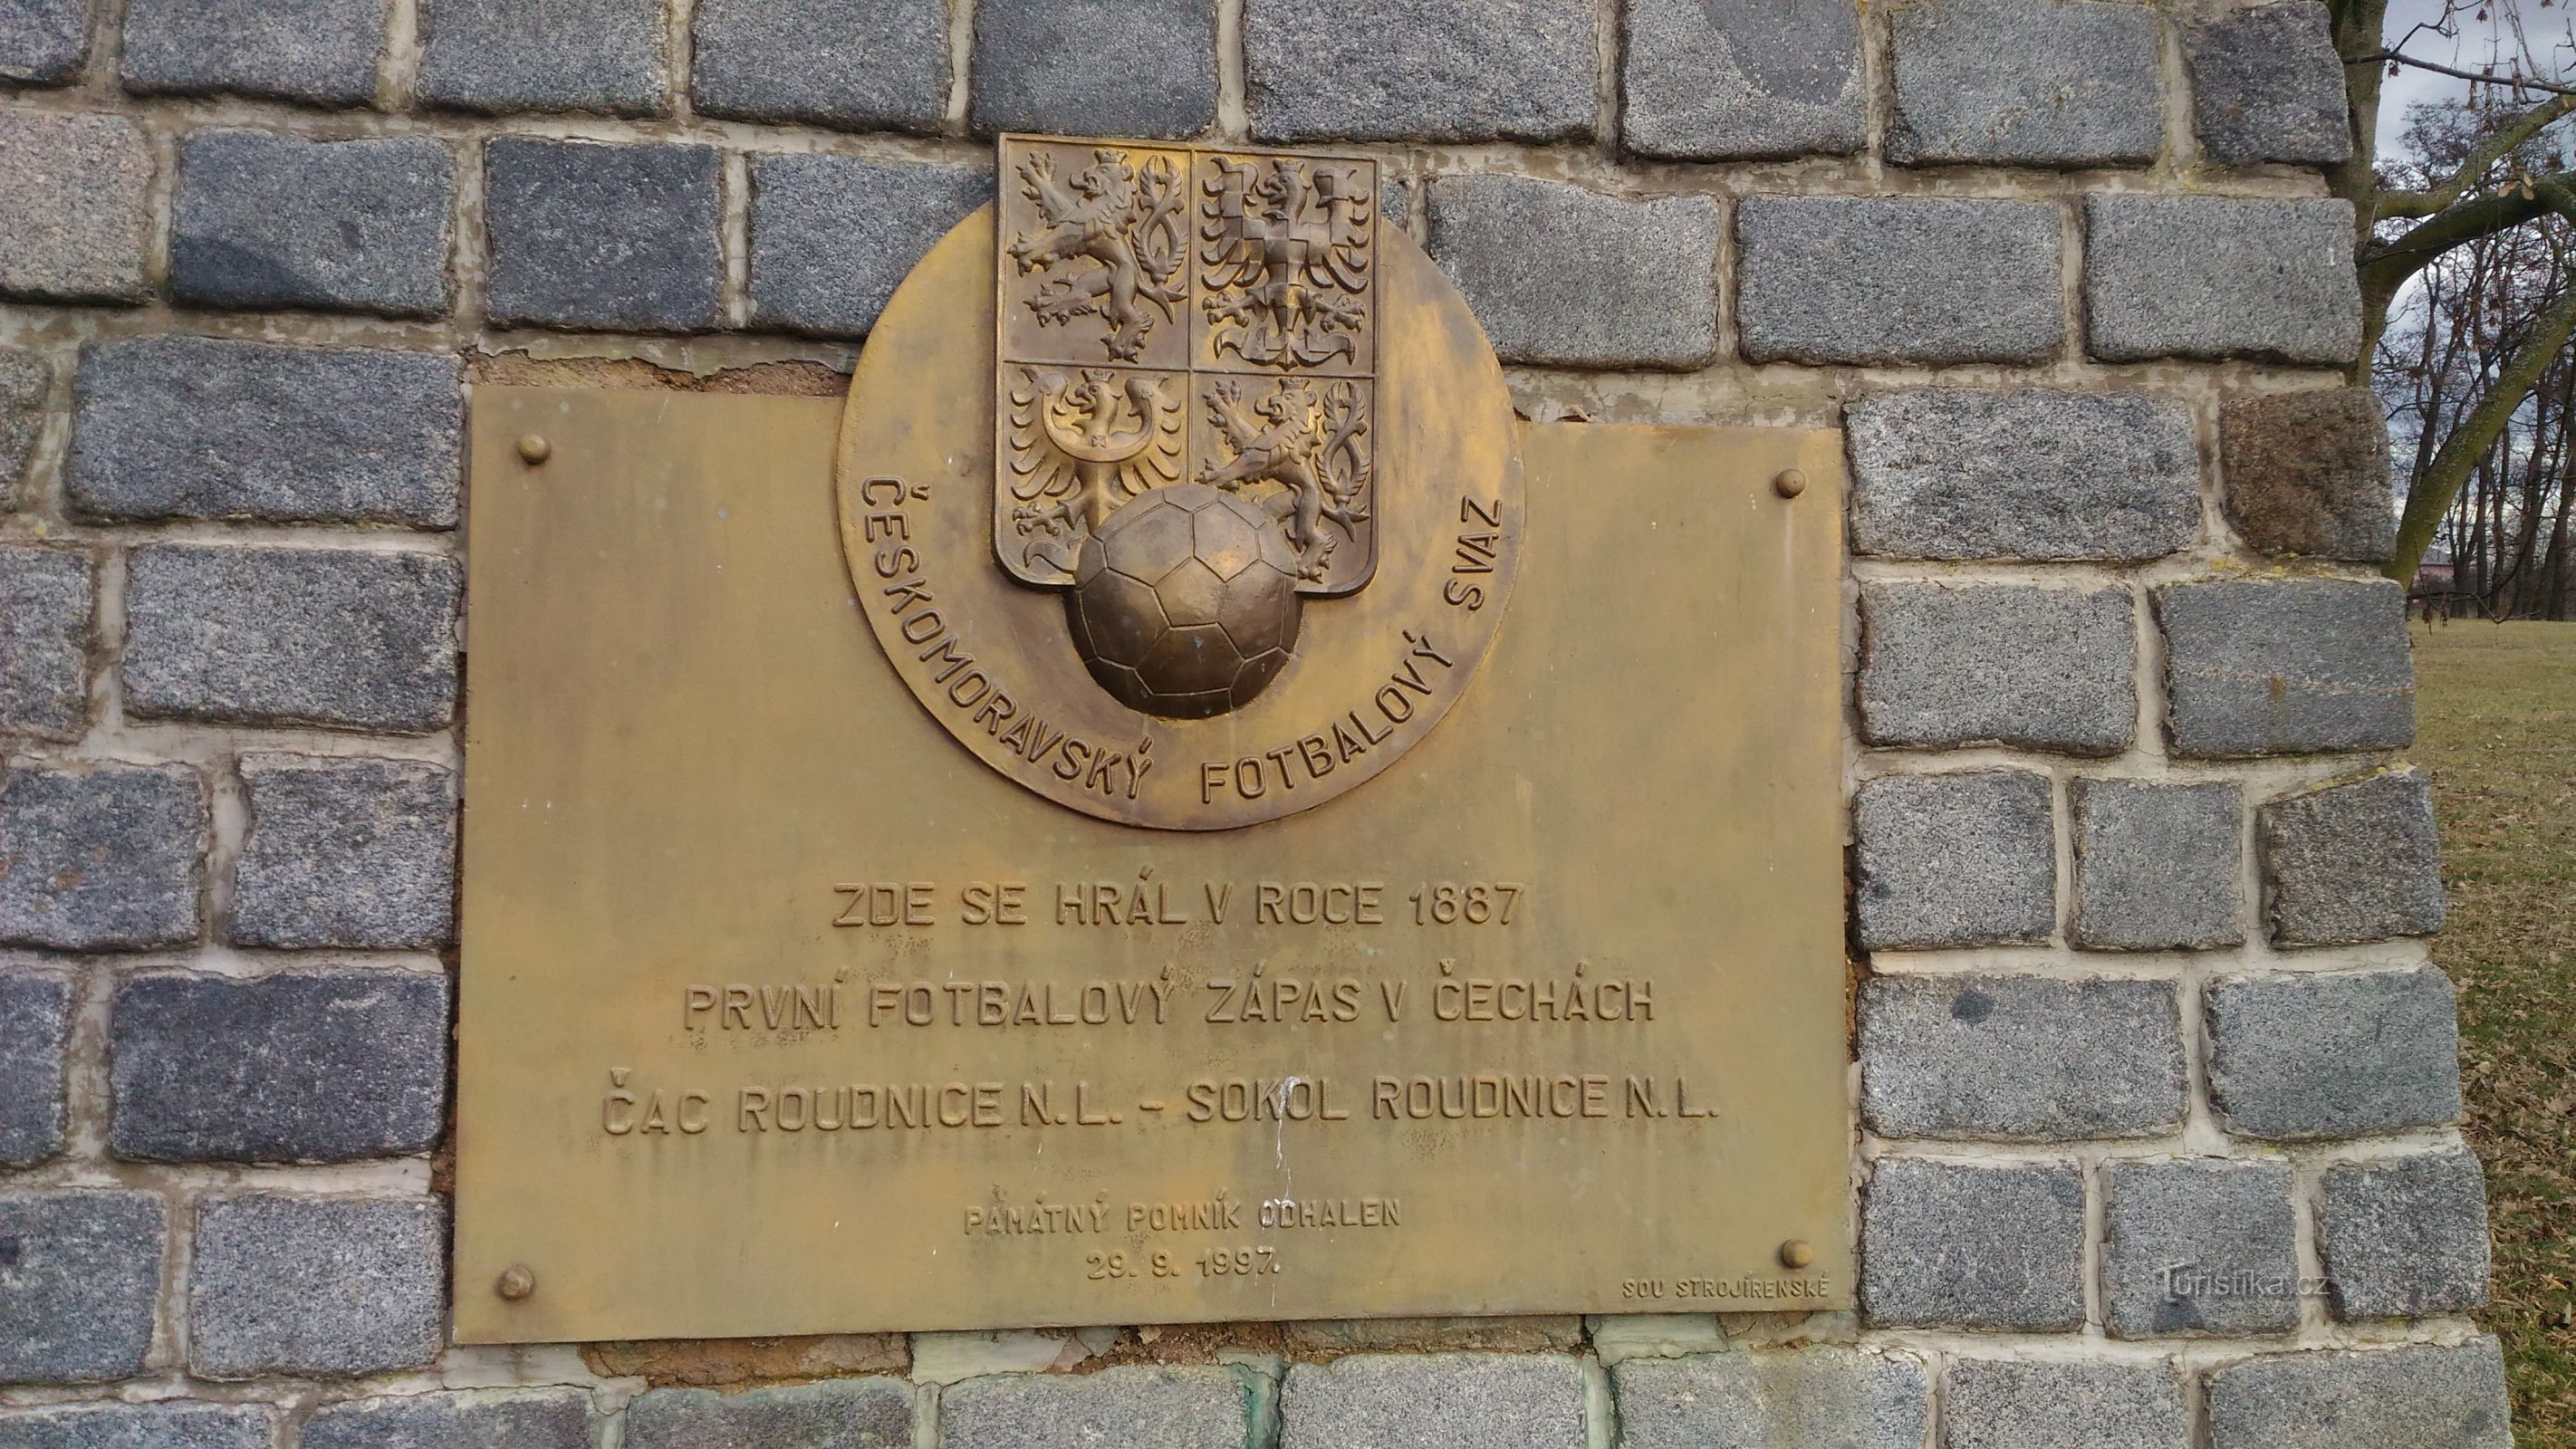 ČESKOMORAVSKÝ FOTBALOVÝ SVAZ
ZDE SE HRÁL V ROCE 1887
PRVNÍ FOTBALOVÝ ZÁPAS V ČECHÁCH
ČAC ROUDNICE N.L. - SOKOL ROUDNICE N.L.
PAMÁTNÝ POMNÍK ODHALEN
29. 9. 1997.
SOU STROJÍRENSKÉ
Turistika.cz